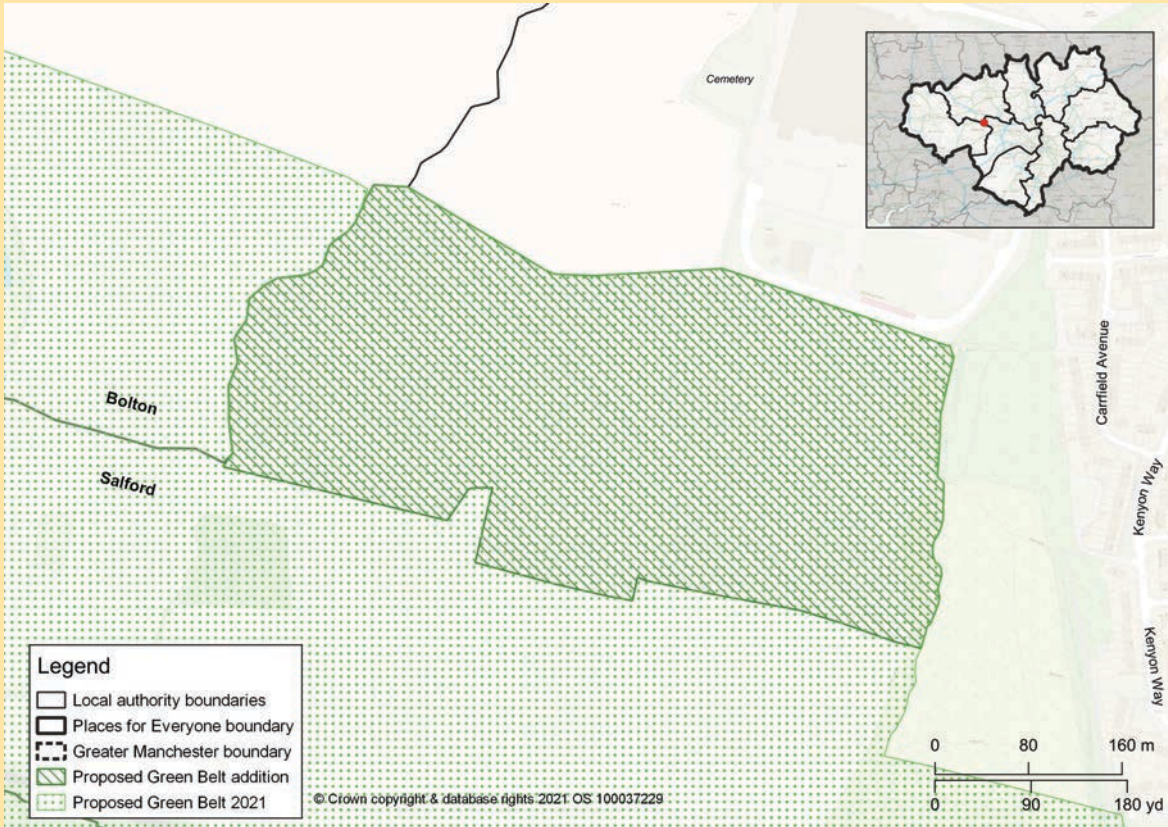 Cemetery
Carrfield Avenue
Bolton
Salford
Kenyon Way
Kenyon Way
Legend
Local authority boundaries
Places for Everyone boundary
Greater Manchester boundary
Proposed Green Belt addition
Proposed Green Belt 2021
© Crown copyright & database rights 2021 OS 100037229
0 80 160 m
0 90 180 yd